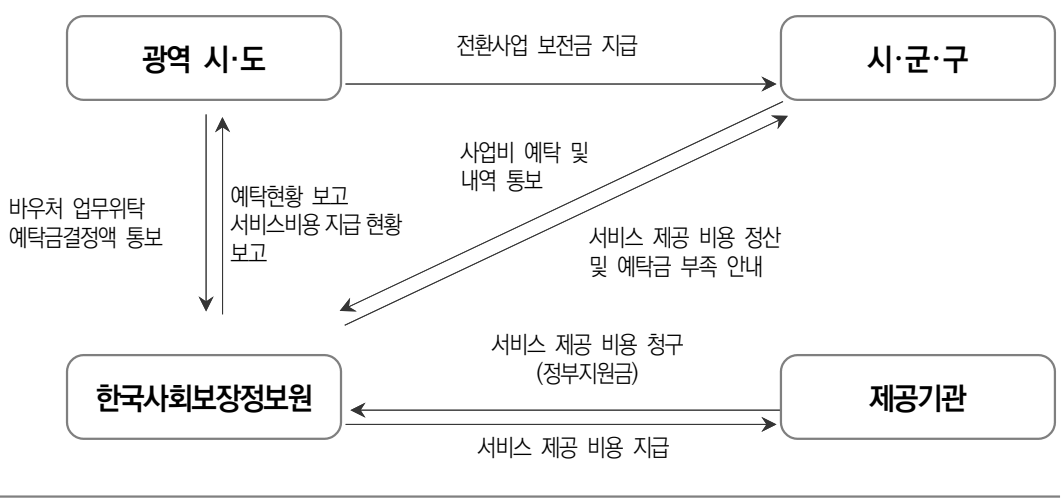 광역 시·도
전환사업 보전금 지급
시·군·구
사업비 예탁 및
내역 통보
바우처 업무위탁
예탁금결정액 통보
예탁현황 보고
서비스비용 지급 현황
보고
서비스 제공 비용 정산
및 예탁금 부족 안내
서비스 제공 비용 청구
(정부지원금)
한국사회보장정보원
제공기관
서비스 제공 비용 지급